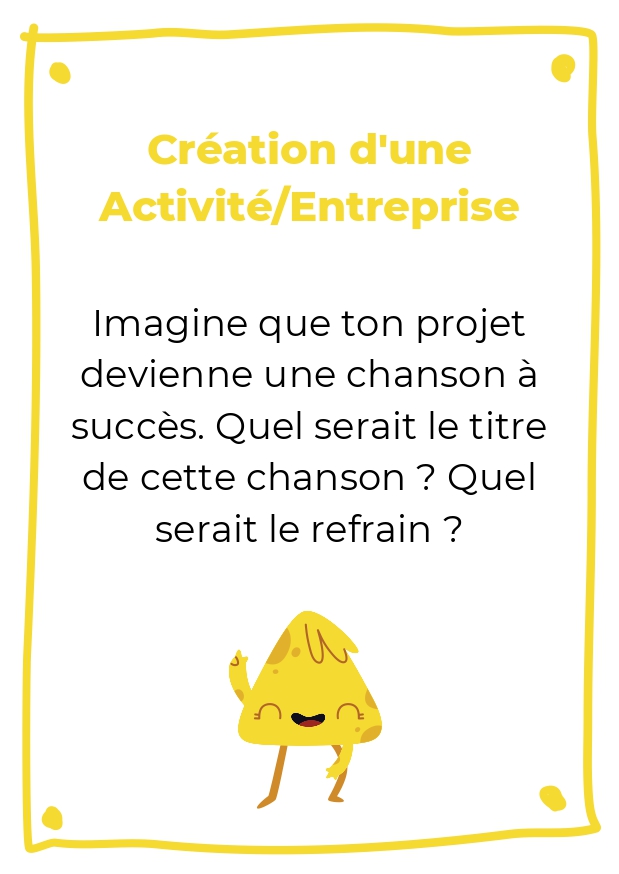 Création d'une
Activité/Entreprise
Imagine que ton projet
devienne une chanson à
succès. Quel serait le titre
de cette chanson ? Quel
serait le refrain ?